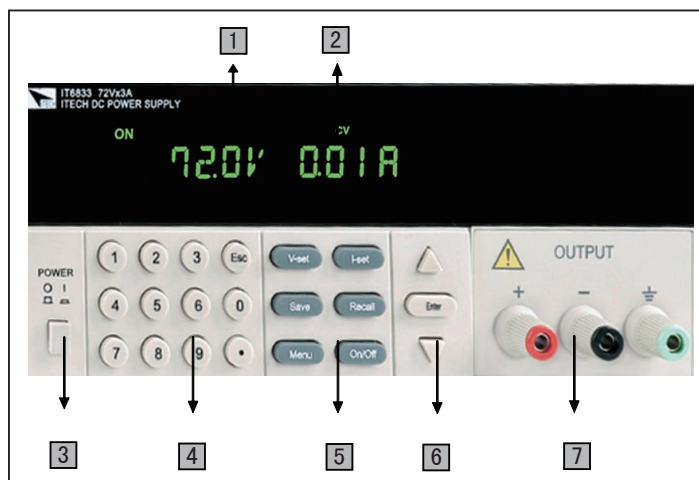 1 2
IT6833 72Vx3A
ITECH DC POWER SUPPLY
ON CV
72.0V 0.01A
POWER
O I
1 2 3 Esc
4 5 6 0
7 8 9 •
V-set I-set
Save Recall
Menu On/Off
Enter
OUTPUT
+ -
3 4 5 6 7